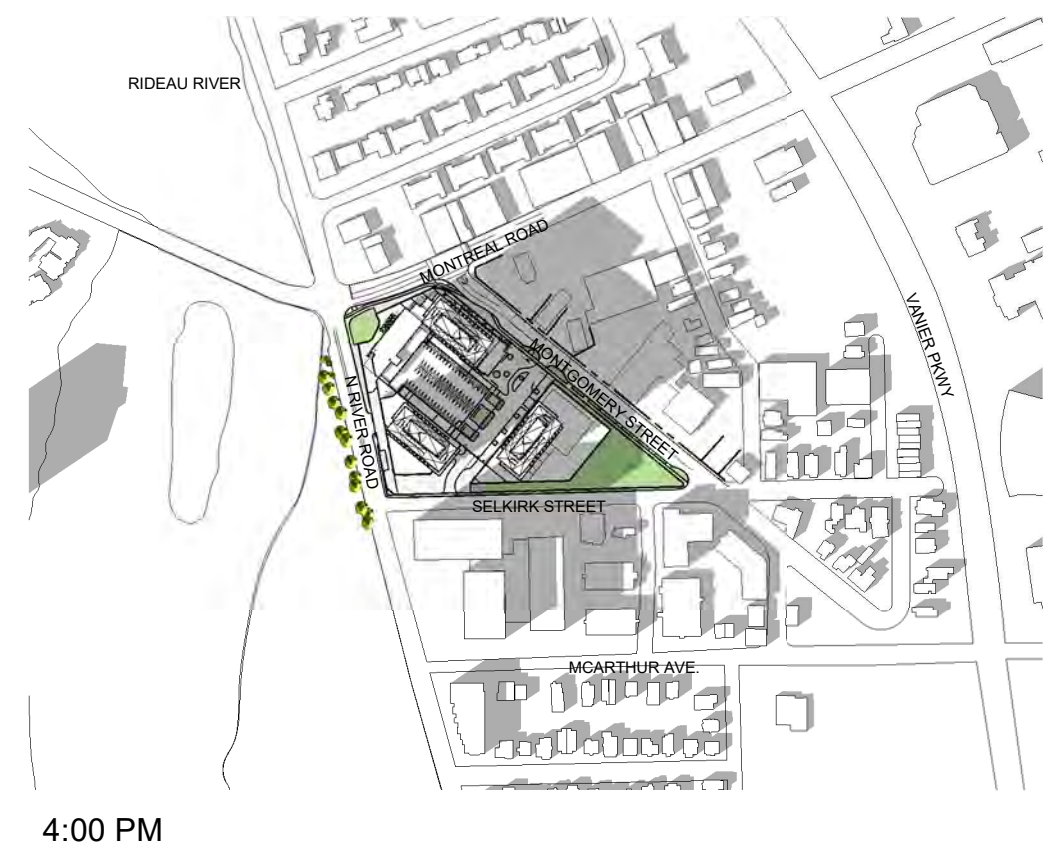 RIDEAU RIVER
MONTREAL ROAD
VANIER PKWY
MONTGOMERY STREET
N.RIVER ROAD
SELKIRK STREET
MCARTHUR AVE.
4:00 PM